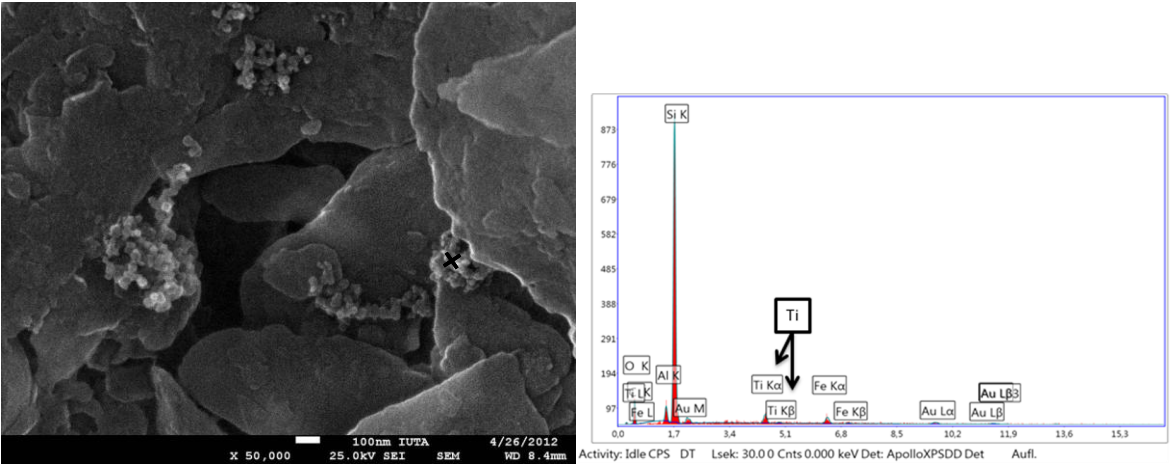 100nm IUTA 4/26/2012
X 50,000 25.0kV SEI SEM WD 8.4mm
Si K
873
776
679
582
485
388
291
194
97
Ti
O K
Al K
Ti Kα
Fe Kα
Ti L
K
Au Lβ3
Fe L
Au M
Ti Kβ
Fe Kβ
Au Lα
Au Lβ
0,0 1,7 3,4 5,1 6,8 8,5 10,2 11,9 13,6 15,3
Activity: Idle CPS DT Lsek: 30.0 0 Cnts 0.000 keV Det: ApolloXPSDD Det Aufl.